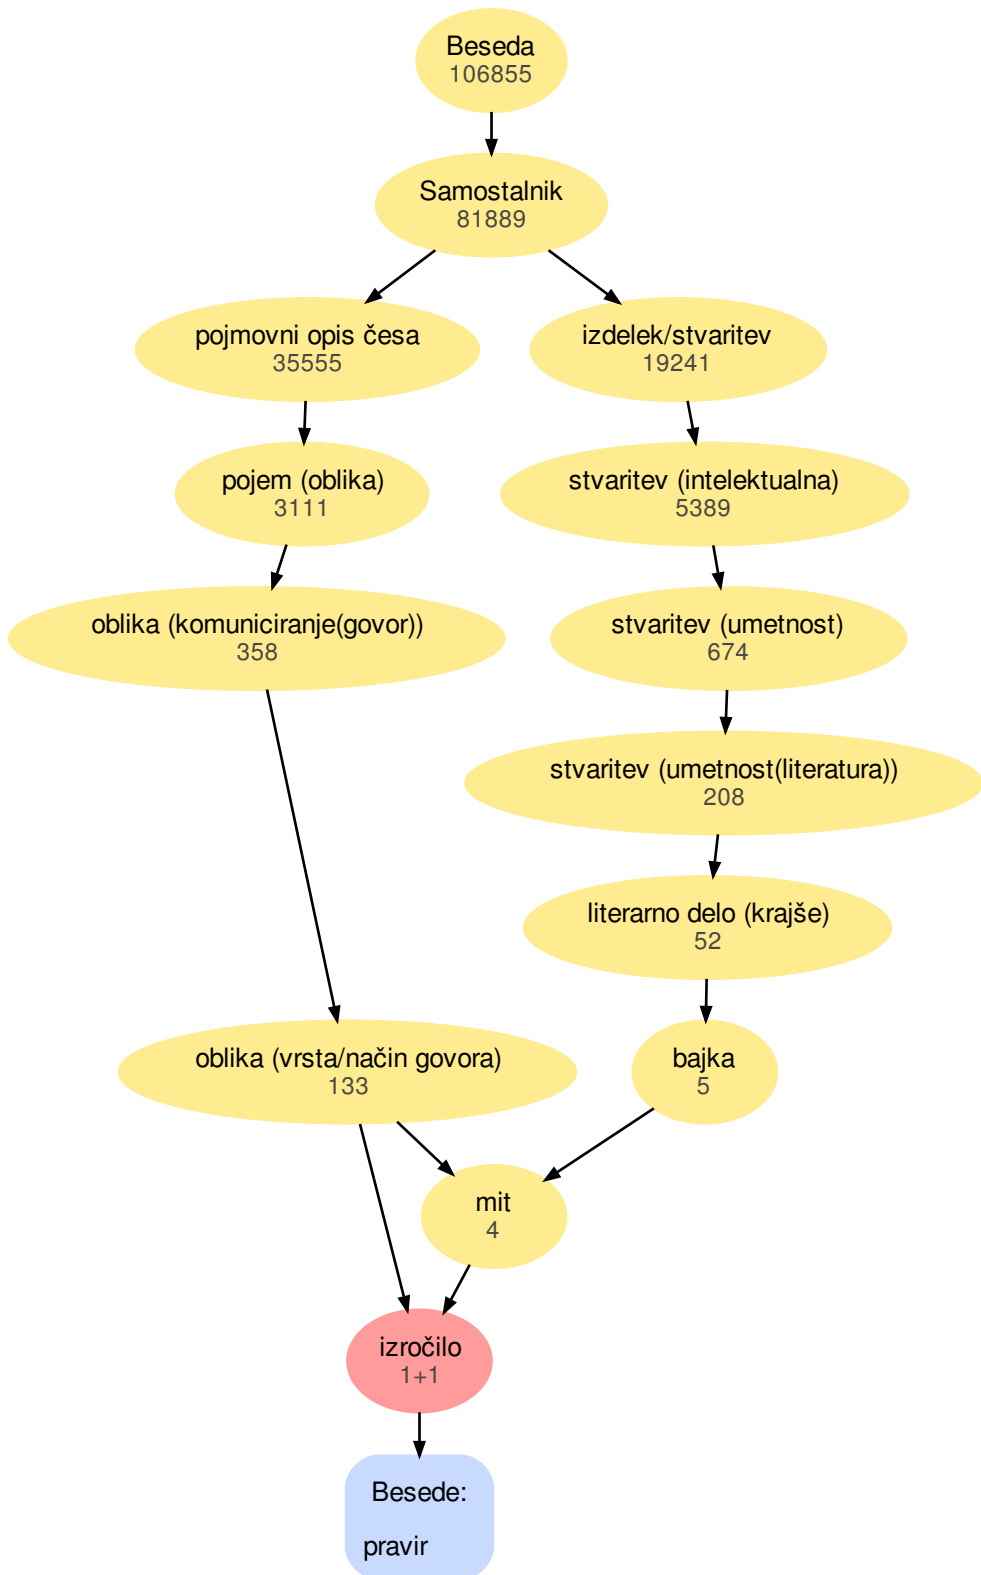 Beseda
106855
Samostalnik
81889
pojmovni opis česa
35555
izdelek/stvaritev
19241
pojem (oblika)
3111
stvaritev (intelektualna)
5389
oblika (komuniciranje(govor))
358
stvaritev (umetnost)
674
stvaritev (umetnost(literatura))
208
literarno delo (krajše)
52
oblika (vrsta/način govora)
133
bajka
5
mit
4
izročilo
1+1
Besede:
pravir